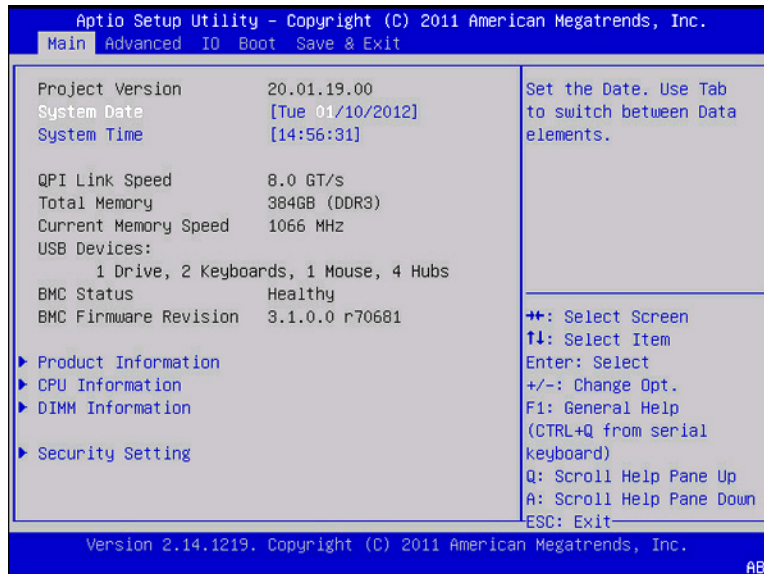 Aptio Setup Utility – Copyright (C) 2011 American Megatrends, Inc.
Main Advanced IO Boot Save & Exit
Project Version 20.01.19.00
System Date [Tue 01/10/2012]
System Time [14:56:31]
QPI Link Speed 8.0 GT/s
Total Memory 384GB (DDR3)
Current Memory Speed 1066 MHz
USB Devices:
1 Drive, 2 Keyboards, 1 Mouse, 4 Hubs
BMC Status Healthy
BMC Firmware Revision 3.1.0.0 r70681
Product Information
CPU Information
DIMM Information
Security Setting
Set the Date. Use Tab
to switch between Data
elements.
→←: Select Screen
↑↓: Select Item
Enter: Select
+/-: Change Opt.
F1: General Help
(CTRL+Q from serial
keyboard)
Q: Scroll Help Pane Up
A: Scroll Help Pane Down
ESC: Exit
Version 2.14.1219. Copyright (C) 2011 American Megatrends, Inc.
AB